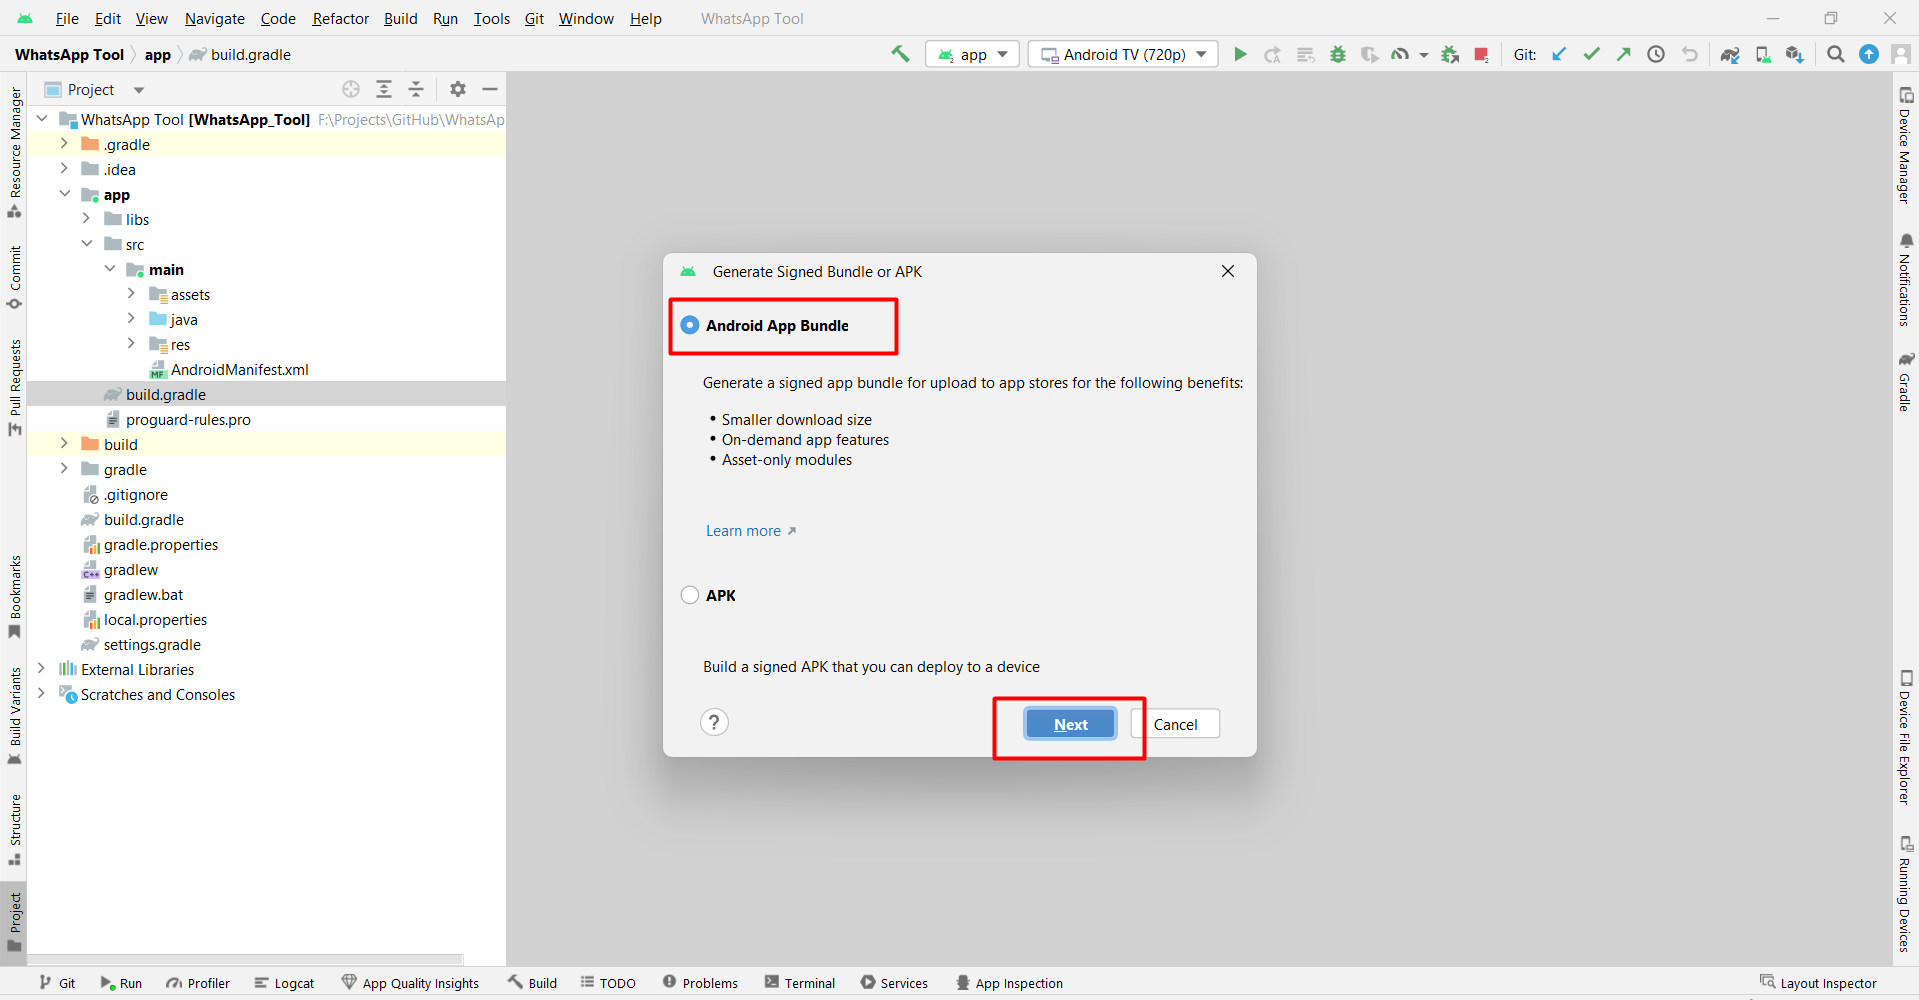 File Edit View Navigate Code Refactor Build Run Tools Git Window Help WhatsApp Tool
WhatsApp Tool app build.gradle
app Android TV (720p) Git:
Project
WhatsApp Tool [WhatsApp_Tool] F:\Projects\GitHub\WhatsAp
.gradle
.idea
app
libs
src
main
assets
java
res
MF AndroidManifest.xml
build.gradle
proguard-rules.pro
build
gradle
.gitignore
build.gradle
gradle.properties
C++ gradlew
gradlew.bat
local.properties
settings.gradle
External Libraries
Scratches and Consoles
Resource Manager
Commit
Pull Requests
Bookmarks
Build Variants
Structure
Project
Generate Signed Bundle or APK
Android App Bundle
Generate a signed app bundle for upload to app stores for the following benefits:
• Smaller download size
• On-demand app features
• Asset-only modules
Learn more
APK
Build a signed APK that you can deploy to a device
? Next Cancel
Device Manager
Notifications
Gradle
Device File Explorer
Running Devices
Git Run Profiler Logcat App Quality Insights Build TODO Problems Terminal Services App Inspection Layout Inspector